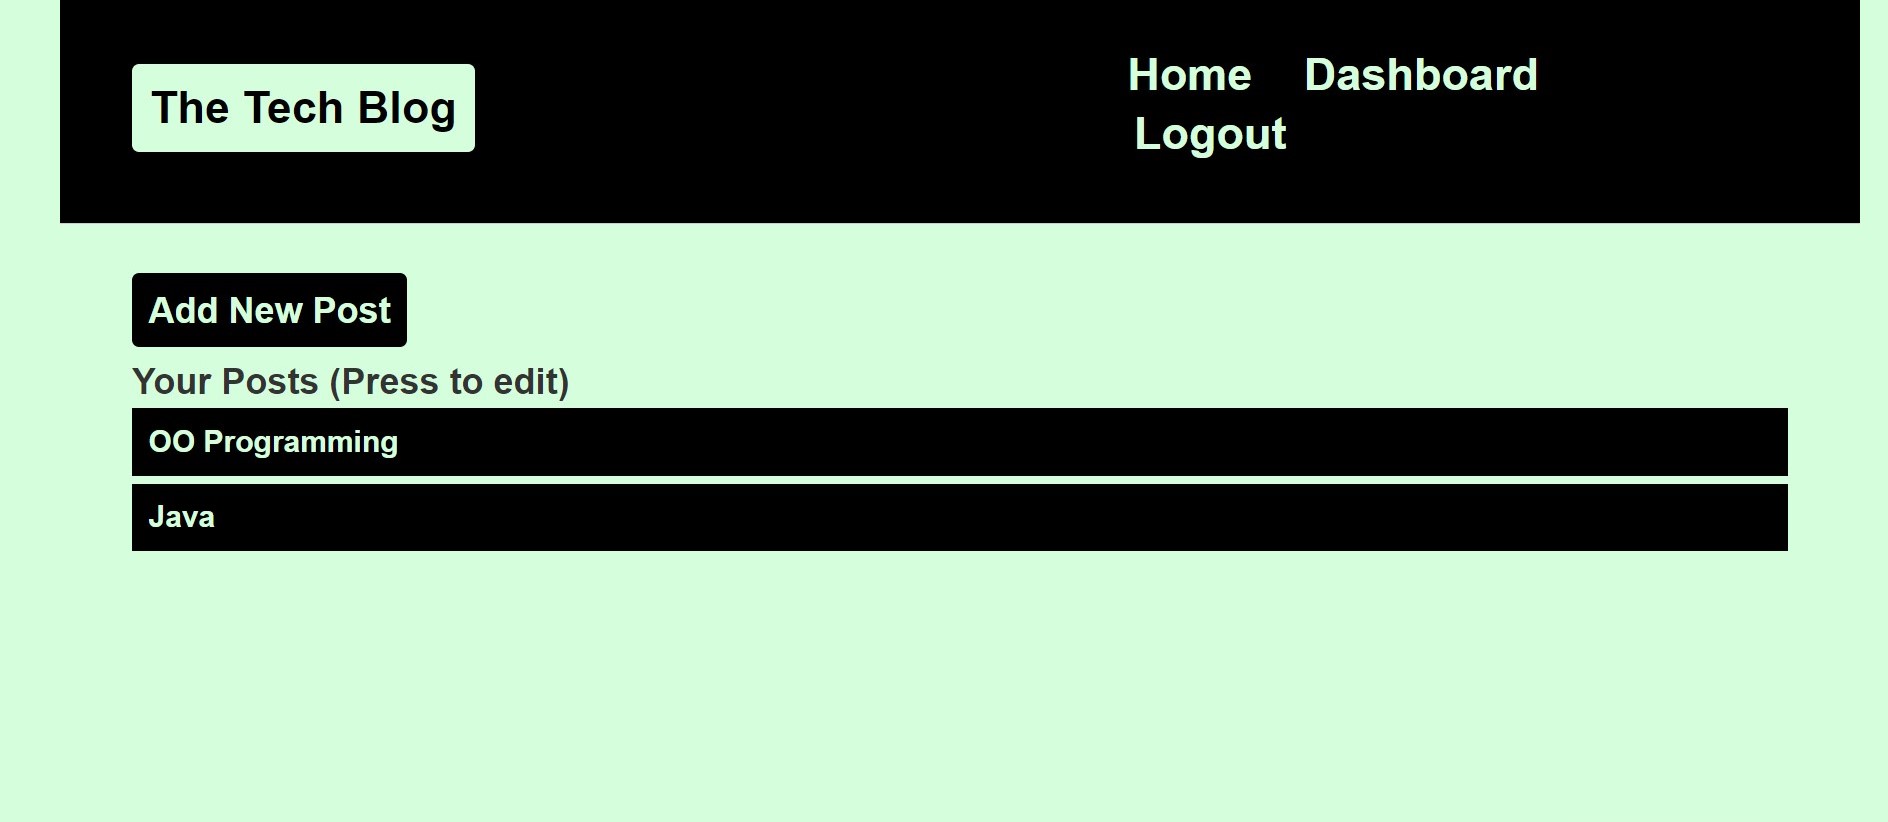 The Tech Blog
Home Dashboard
Logout
Add New Post
Your Posts (Press to edit)
OO Programming
Java